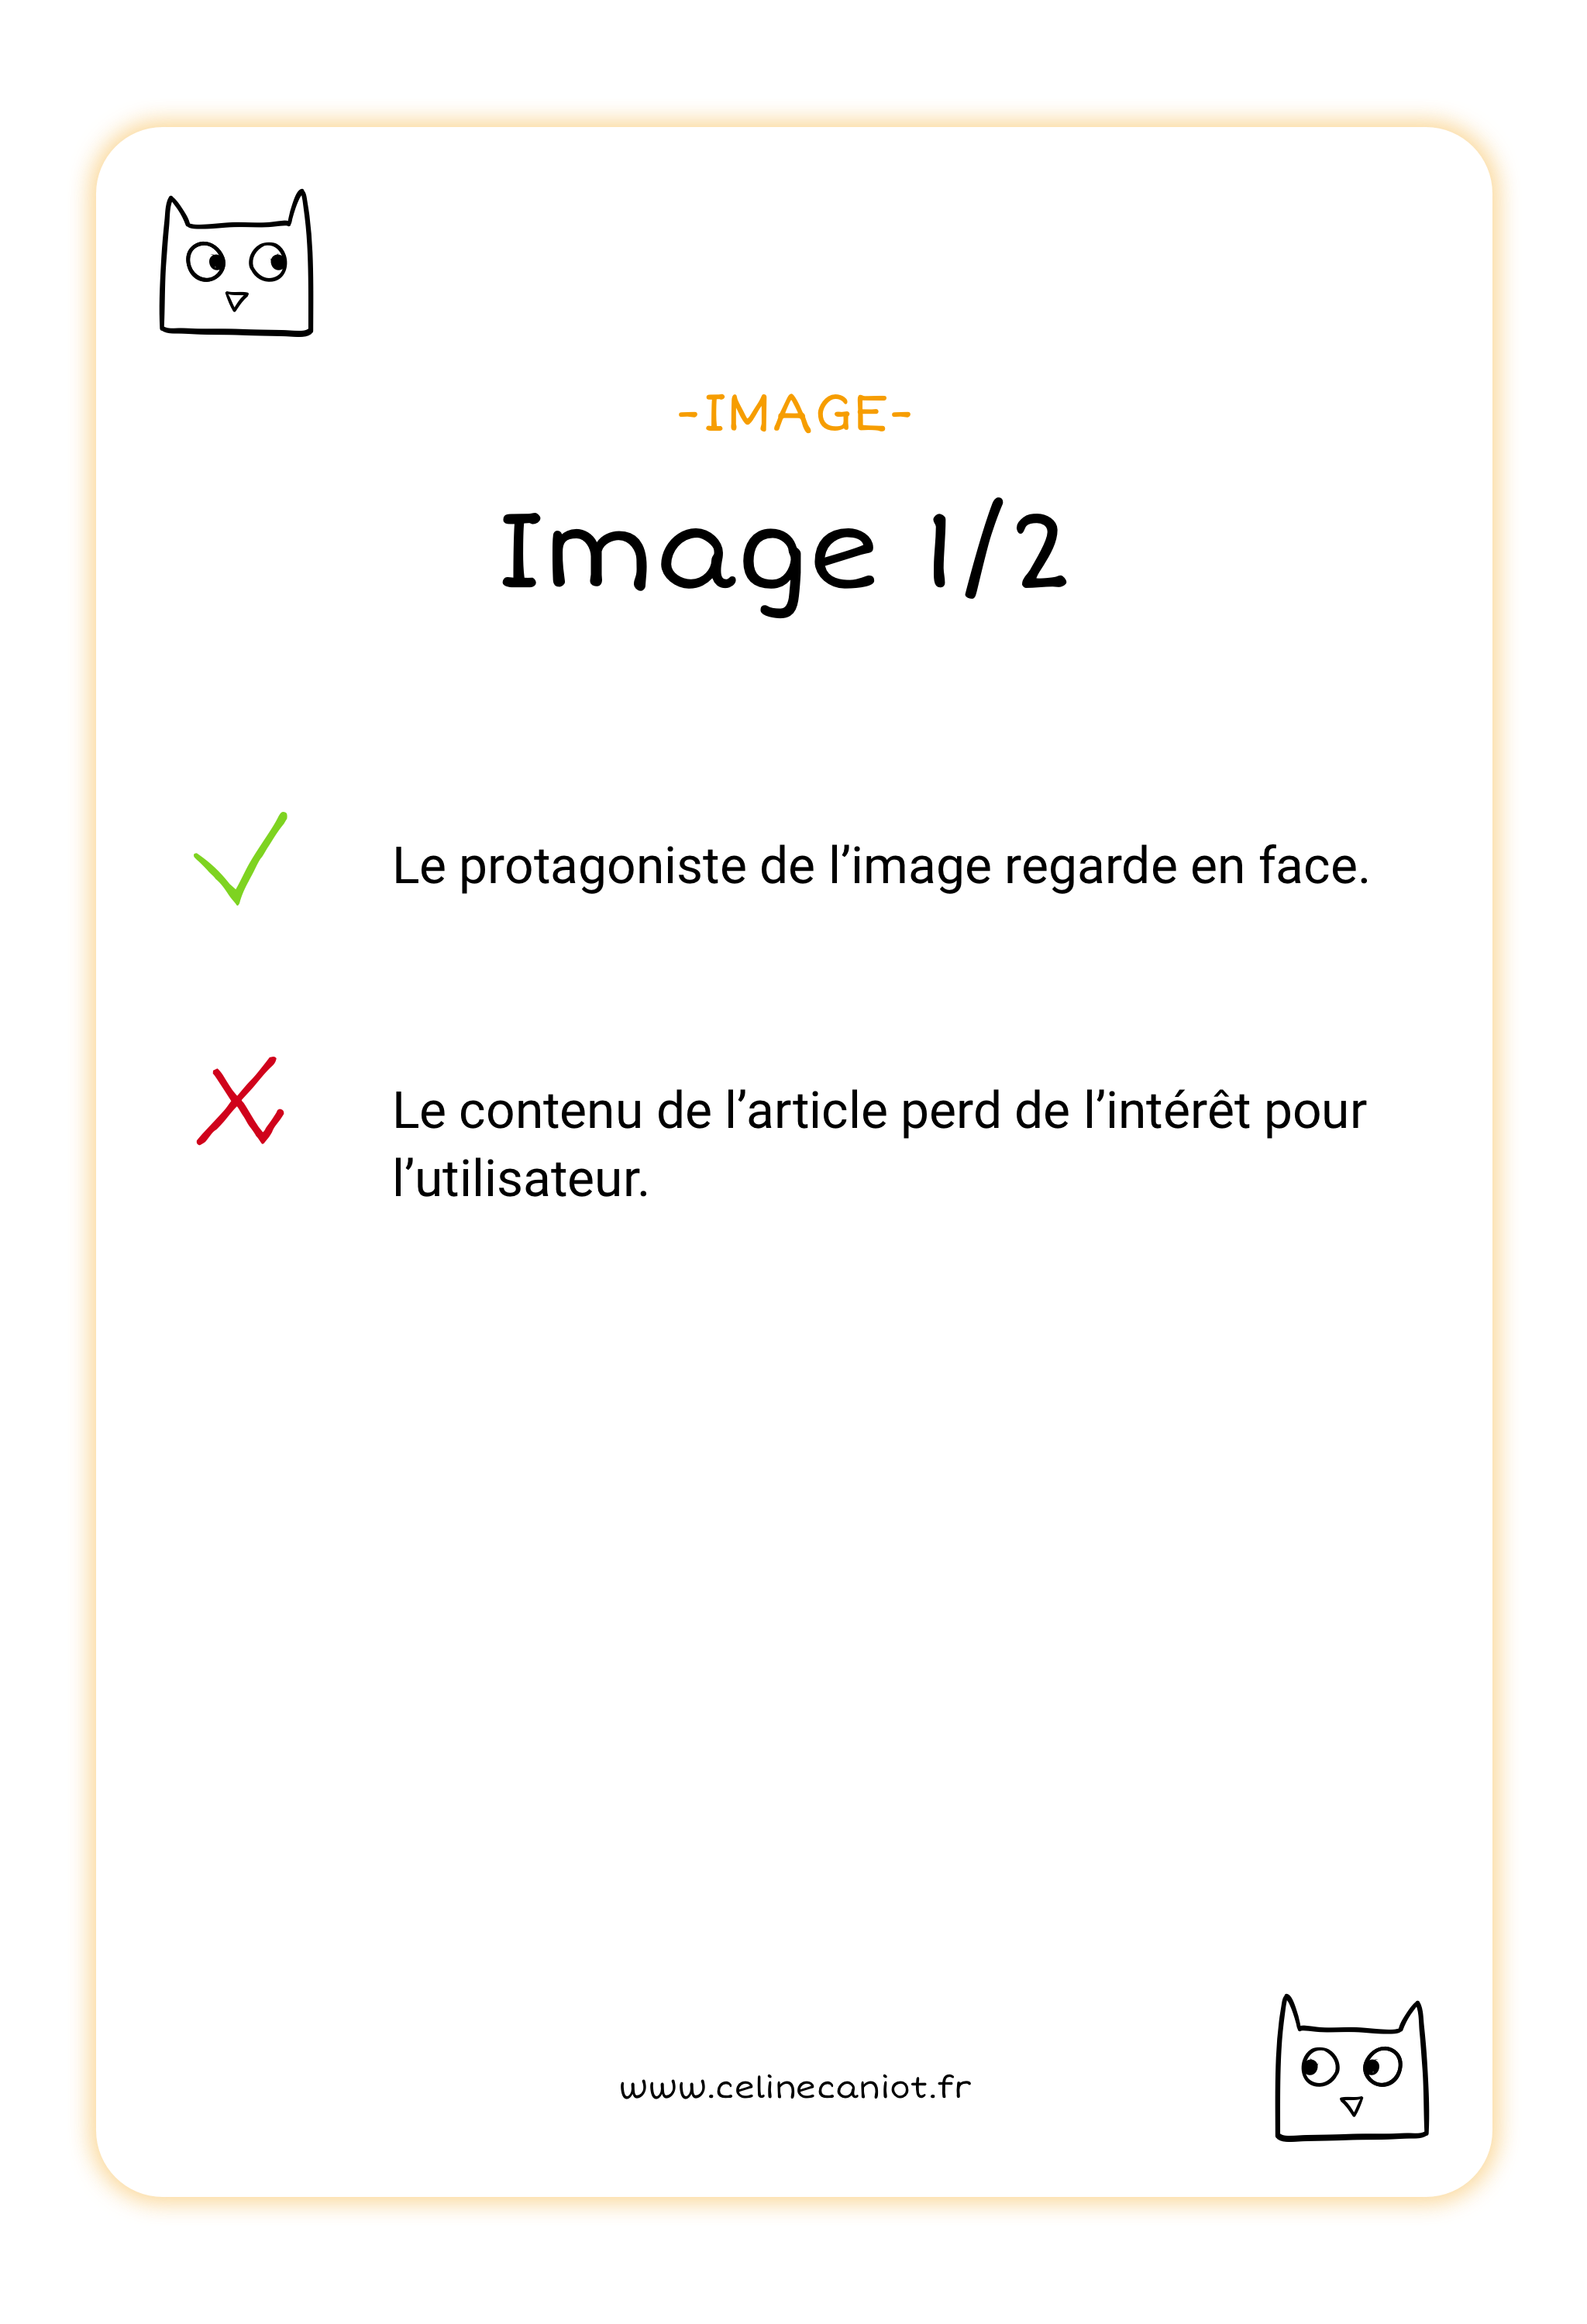 -IMAGE-
Image 1/2
Le protagoniste de l’image regarde en face.
Le contenu de l’article perd de l’intérêt pour
l’utilisateur.
www.celinecaniot.fr